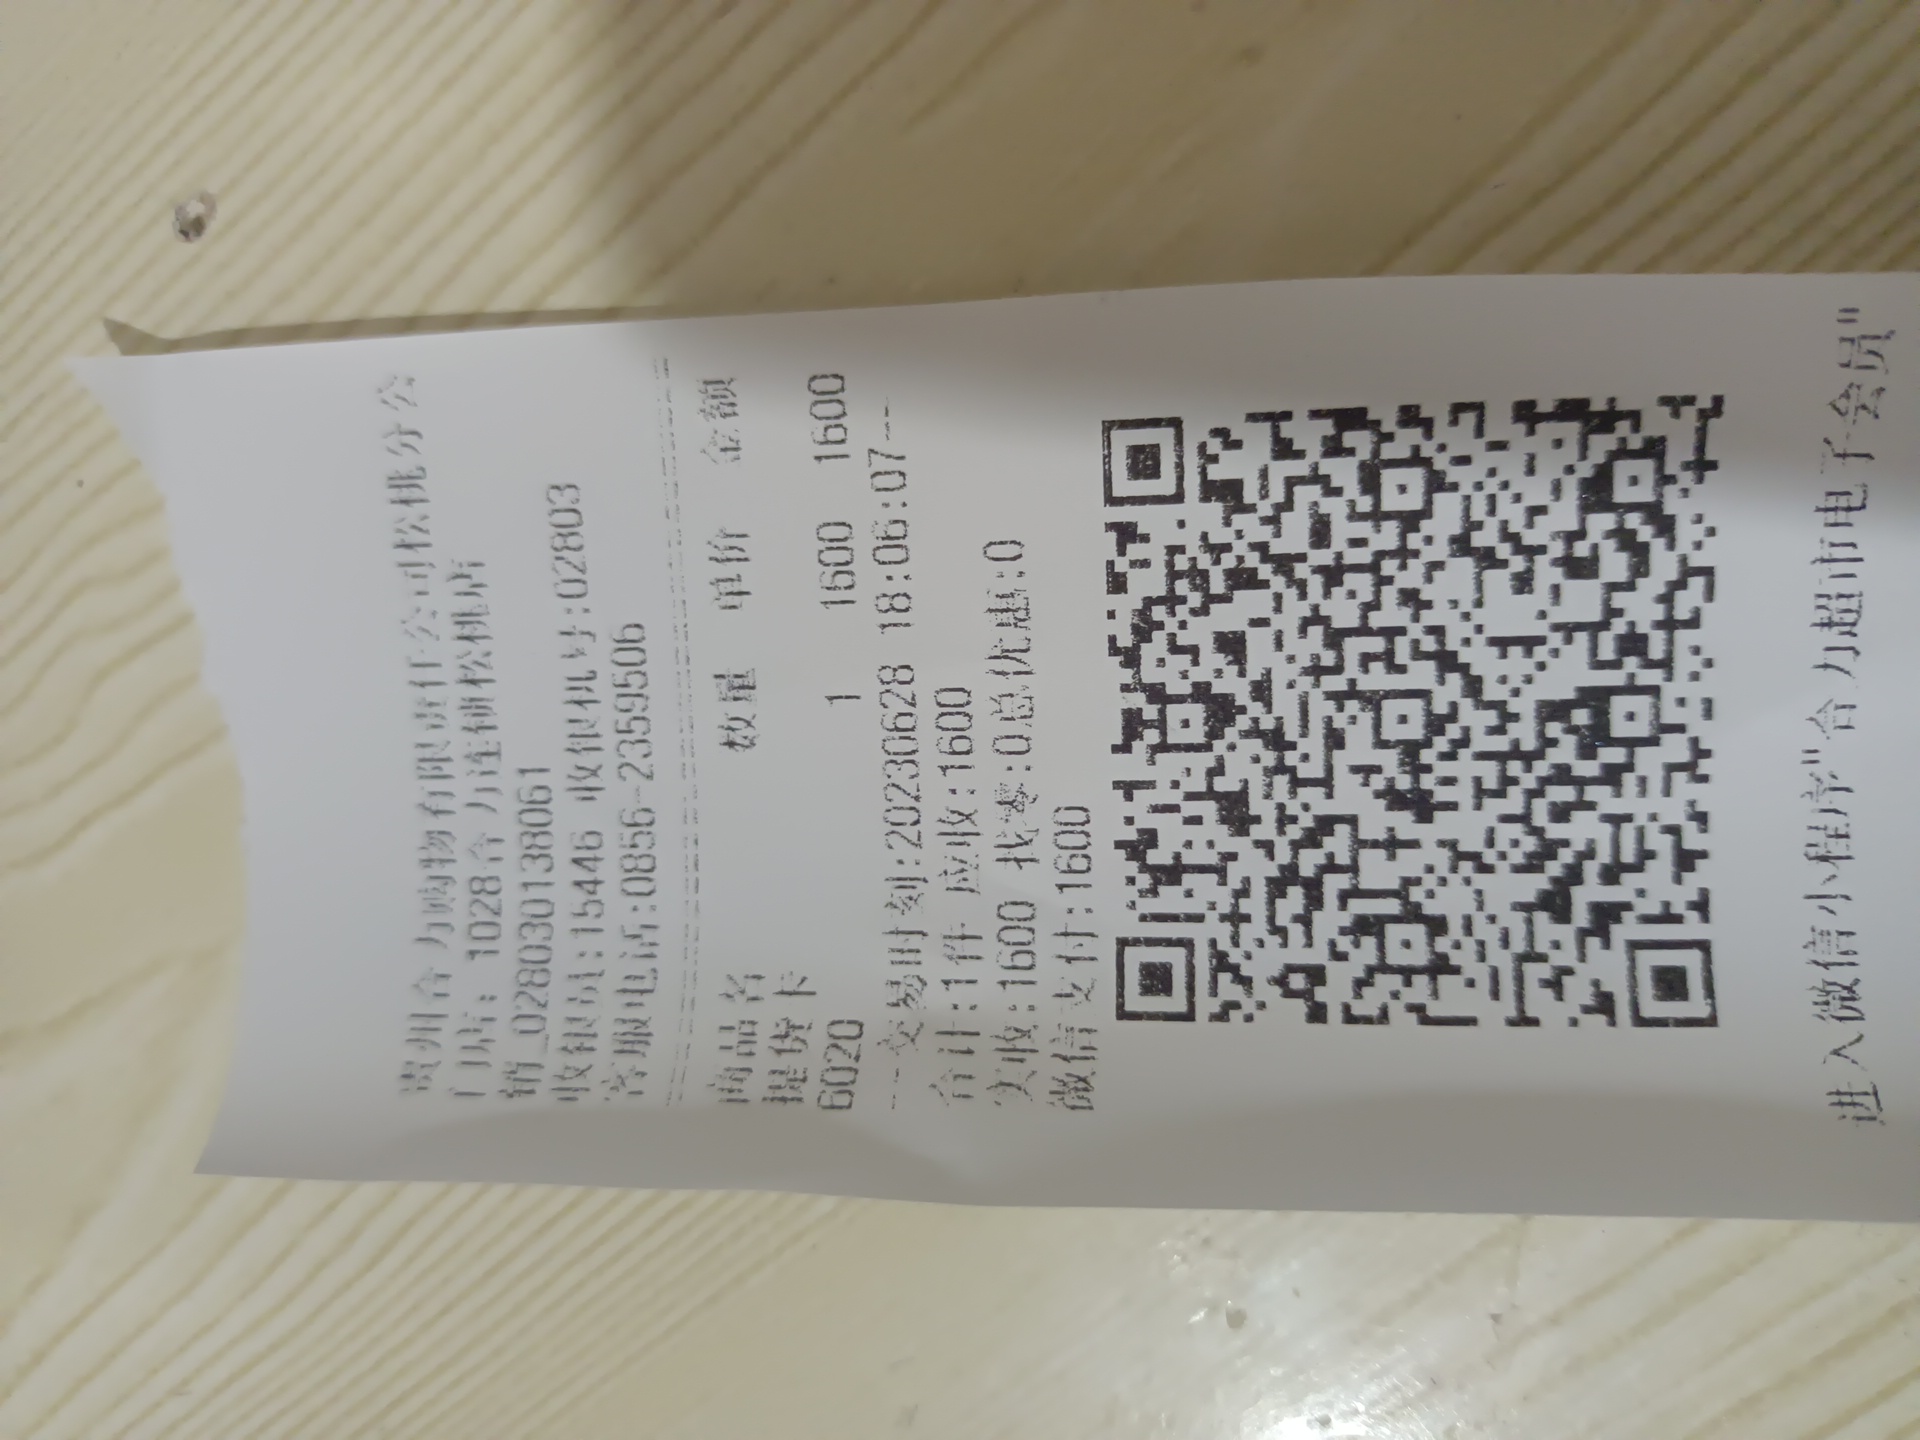 贵州合力购物有限责任公司松桃分公
门店: 1028合力连锁松桃店
销_0280301388061
收银员:15446 收银机号:02803
客服电话:0856-2359506
商品名 数量 单价 金额
提货卡
6020 1 1600 1600
---交易时刻:20230628 18:06:07---
合计:1件 应收:1600
实收:1600 找零:0总优惠:0
微信支付:1600
进入微信小程序"合力超市电子会员"